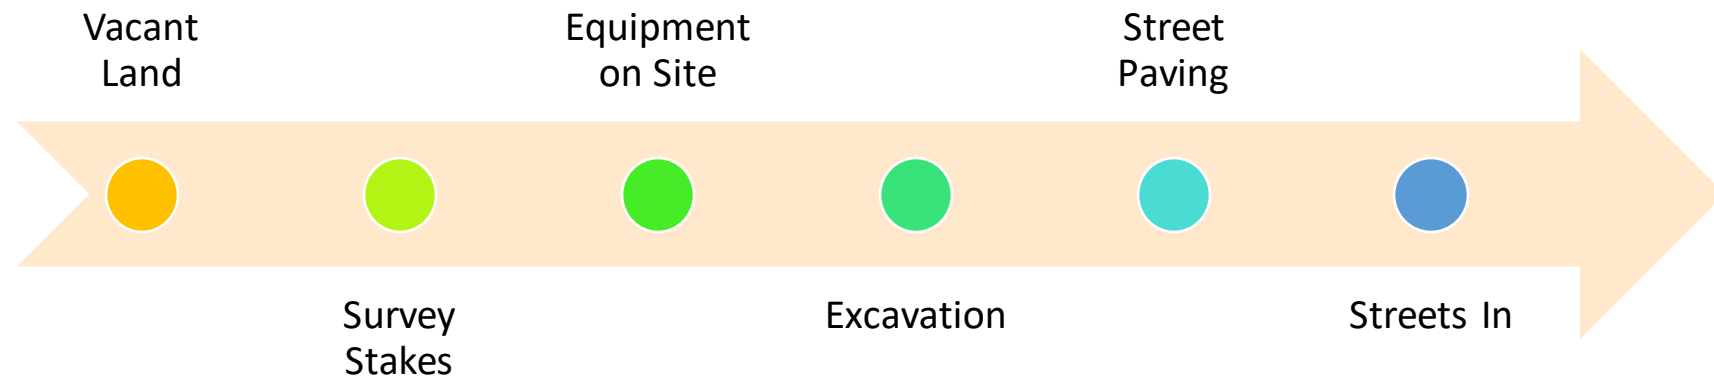 Vacant
Land
Survey
Stakes
Equipment
on Site
Excavation
Street
Paving
Streets In